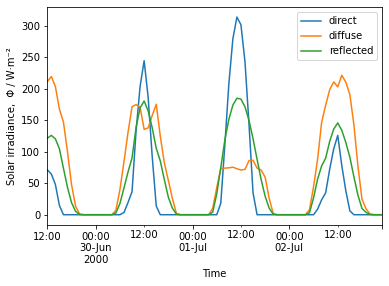 direct
diffuse
reflected
Solar irradiance, Φ / W·m⁻²
300
250
200
150
100
50
0
12:00 00:00 12:00 00:00 12:00 00:00 12:00
30-Jun 01-Jul 02-Jul
2000
Time